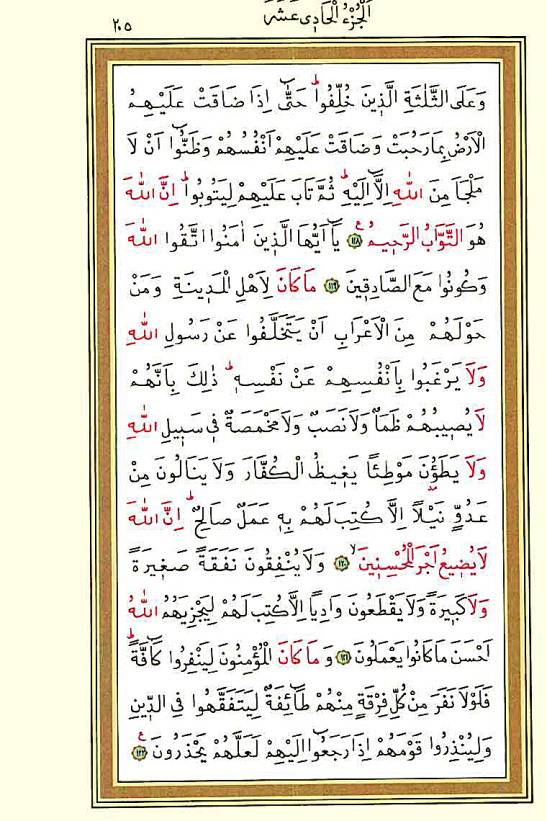 اَلْجُزْءُ الْحَادِي عَشَرَ
٢٠٥
وَعَلَى الثَّلٰثَةِ الَّذ۪ينَ خُلِّفُواۜ حَتّٰٓى اِذَا ضَاقَتْ عَلَيْهِمُ
الْاَرْضُ بِمَا رَحُبَتْ وَضَاقَتْ عَلَيْهِمْ اَنْفُسُهُمْ وَظَنُّٓوا اَنْ لَا
مَلْجَاَ مِنَ اللّٰهِ اِلَّٓا اِلَيْهِۜ ثُمَّ تَابَ عَلَيْهِمْ لِيَتُوبُواۜ اِنَّ اللّٰهَ
هُوَ التَّوَّابُ الرَّح۪يمُ۟ ﴿١١٨﴾ يَٓا اَيُّهَا الَّذ۪ينَ اٰمَنُوا اتَّقُوا اللّٰهَ
وَكُونُوا مَعَ الصَّادِق۪ينَ ﴿١١٩﴾ مَا كَانَ لِاَهْلِ الْمَد۪ينَةِ وَمَنْ
حَوْلَهُمْ مِنَ الْاَعْرَابِ اَنْ يَتَخَلَّفُوا عَنْ رَسُولِ اللّٰهِ
وَلَا يَرْغَبُوا بِاَنْفُسِهِمْ عَنْ نَفْسِه۪ۜ ذٰلِكَ بِاَنَّهُمْ
لَا يُص۪يبُهُمْ ظَمَاٌ وَلَا نَصَبٌ وَلَا مَخْمَصَةٌ ف۪ي سَب۪يلِ اللّٰهِ
وَلَا يَطَؤُ۫نَ مَوْطِئًا يَغ۪يظُ الْكُفَّارَ وَلَا يَنَالُونَ مِنْ
عَدُوٍّ نَيْلًا اِلَّا كُتِبَ لَهُمْ بِه۪ عَمَلٌ صَالِحٌۜ اِنَّ اللّٰهَ
لَا يُض۪يعُ اَجْرَ الْمُحْسِن۪ينَۙ ﴿١٢٠﴾ وَلَا يُنْفِقُونَ نَفَقَةً صَغ۪يرَةً
وَلَا كَب۪يرَةً وَلَا يَقْطَعُونَ وَادِيًا اِلَّا كُتِبَ لَهُمْ لِيَجْزِيَهُمُ اللّٰهُ
اَحْسَنَ مَا كَانُوا يَعْمَلُونَ ﴿١٢١﴾ وَمَا كَانَ الْمُؤْمِنُونَ لِيَنْفِرُوا كَٓافَّةًۜ
فَلَوْلَا نَفَرَ مِنْ كُلِّ فِرْقَةٍ مِنْهُمْ طَٓائِفَةٌ لِيَتَفَقَّهُوا فِي الدّ۪ينِ
وَلِيُنْذِرُوا قَوْمَهُمْ اِذَا رَجَعُٓوا اِلَيْهِمْ لَعَلَّهُمْ يَحْذَرُونَ۟ ﴿١٢٢﴾